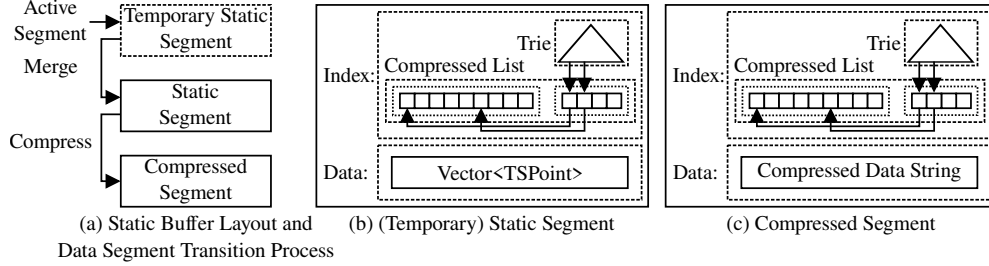 Active
Segment
Temporary Static
Segment
Merge
Static
Segment
Compress
Compressed
Segment
(a) Static Buffer Layout and
Data Segment Transition Process
Trie
Index:
Compressed List
Data:
Vector<TSPoint>
(b) (Temporary) Static Segment
Trie
Index:
Compressed List
Data:
Compressed Data String
(c) Compressed Segment